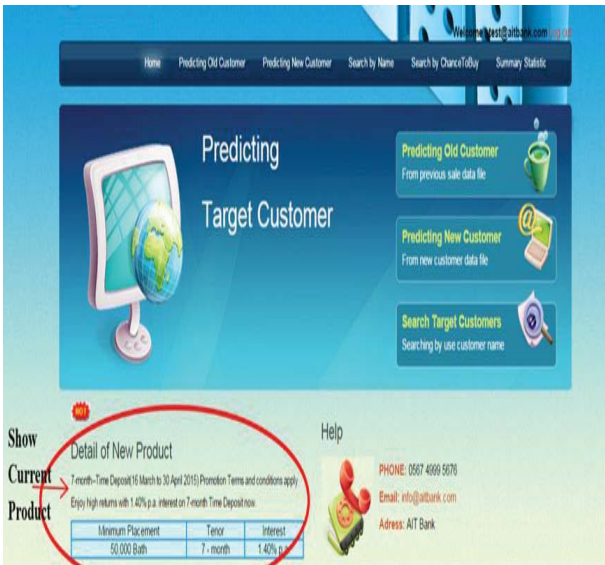 Welcome test@aitbank.com Log out
Home Predicting Old Customer Predicting New Customer Search by Name Search by ChanceToBuy Summary Statistic
Predicting
Target Customer
Predicting Old Customer
From previous sale data file
Predicting New Customer
From new customer data file
Search Target Customers
Searching by use customer name
HOT
Show
Current
Product
Detail of New Product
7-month--Time Deposit(16 March to 30 April 2015) Promotion Terms and conditions apply
Enjoy high returns with 1.40% p.a. interest on 7-month Time Deposit now.
Minimum Placement Tenor Interest
50,000 Bath 7 - month 1.40% p.a
Help
PHONE: 0567 4999 5676
Email: info@aitbank.com
Adress: AIT Bank